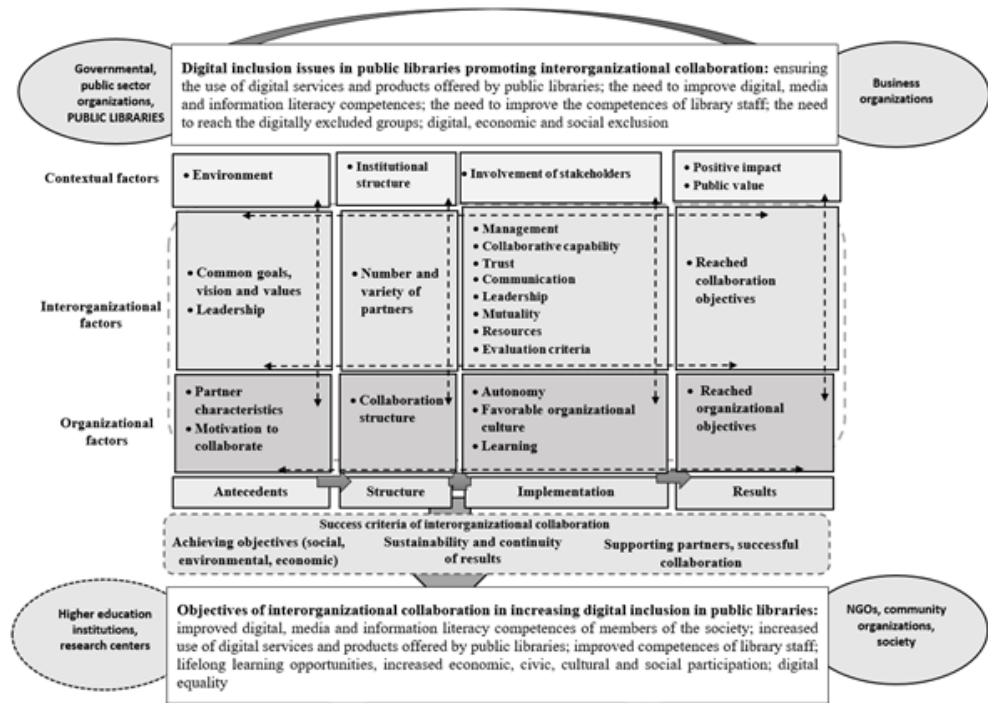 Governmental,
public sector
organizations,
PUBLIC LIBRARIES
Digital inclusion issues in public libraries promoting interorganizational collaboration: ensuring
the use of digital services and products offered by public libraries; the need to improve digital, media
and information literacy competences; the need to improve the competences of library staff; the need
to reach the digitally excluded groups; digital, economic and social exclusion
Business
organizations
Contextual factors
• Environment
• Institutional
structure
• Involvement of stakeholders
• Positive impact
• Public value
Interorganizational
factors
• Common goals,
vision and values
• Leadership
• Number and
variety of
partners
• Management
• Collaborative capability
• Trust
• Communication
• Leadership
• Mutuality
• Resources
• Evaluation criteria
• Reached
collaboration
objectives
Organizational
factors
• Partner
characteristics
• Motivation to
collaborate
• Collaboration
structure
• Autonomy
• Favorable organizational
culture
• Learning
• Reached
organizational
objectives
Antecedents
Structure
Implementation
Results
Success criteria of interorganizational collaboration
Achieving objectives (social,
environmental, economic)
Sustainability and continuity
of results
Supporting partners, successful
collaboration
Higher education
institutions,
research centers
Objectives of interorganizational collaboration in increasing digital inclusion in public libraries:
improved digital, media and information literacy competences of members of the society; increased
use of digital services and products offered by public libraries; improved competences of library staff;
lifelong learning opportunities, increased economic, civic, cultural and social participation; digital
equality
NGOs, community
organizations,
society